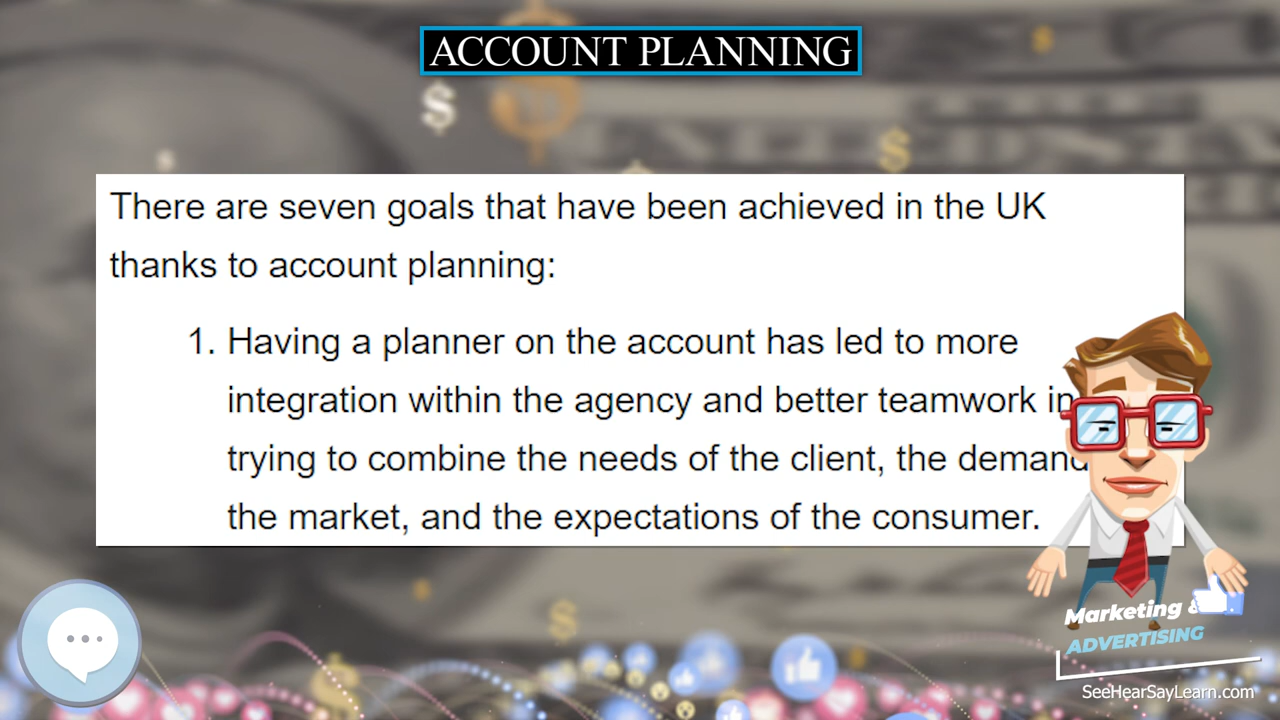 ACCOUNT PLANNING
There are seven goals that have been achieved in the UK
thanks to account planning:
1. Having a planner on the account has led to more
integration within the agency and better teamwork in
trying to combine the needs of the client, the demand
the market, and the expectations of the consumer.
Marketing &
ADVERTISING
SeeHearSayLearn.com